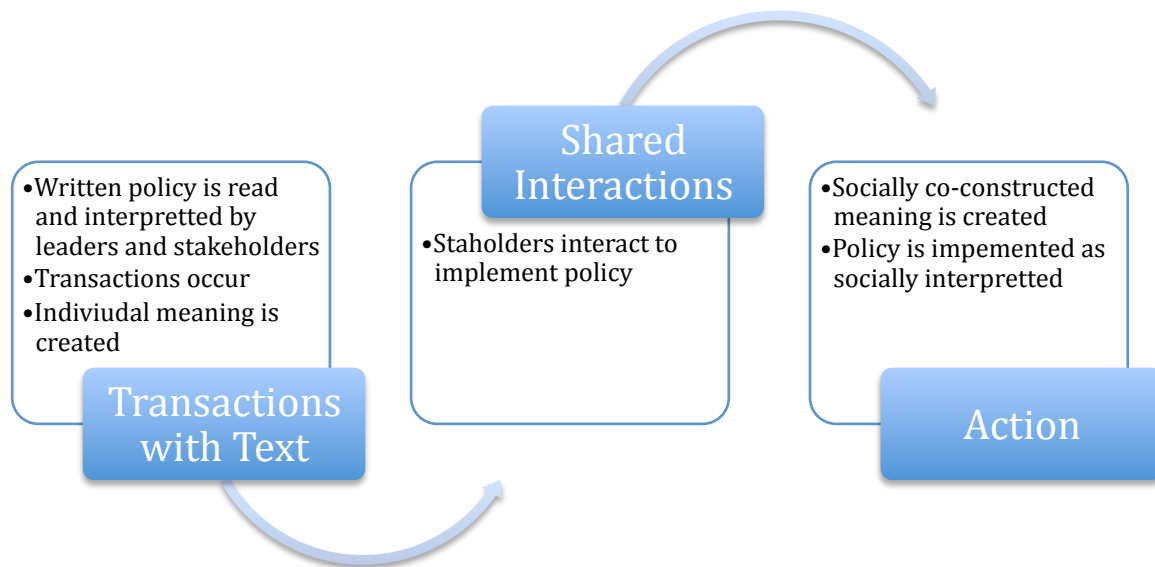 •Written policy is read
and interpretted by
leaders and stakeholders
•Transactions occur
•Indiviudal meaning is
created
Transactions
with Text
Shared
Interactions
•Staholders interact to
implement policy
•Socially co-constructed
meaning is created
•Policy is impemented as
socially interpretted
Action